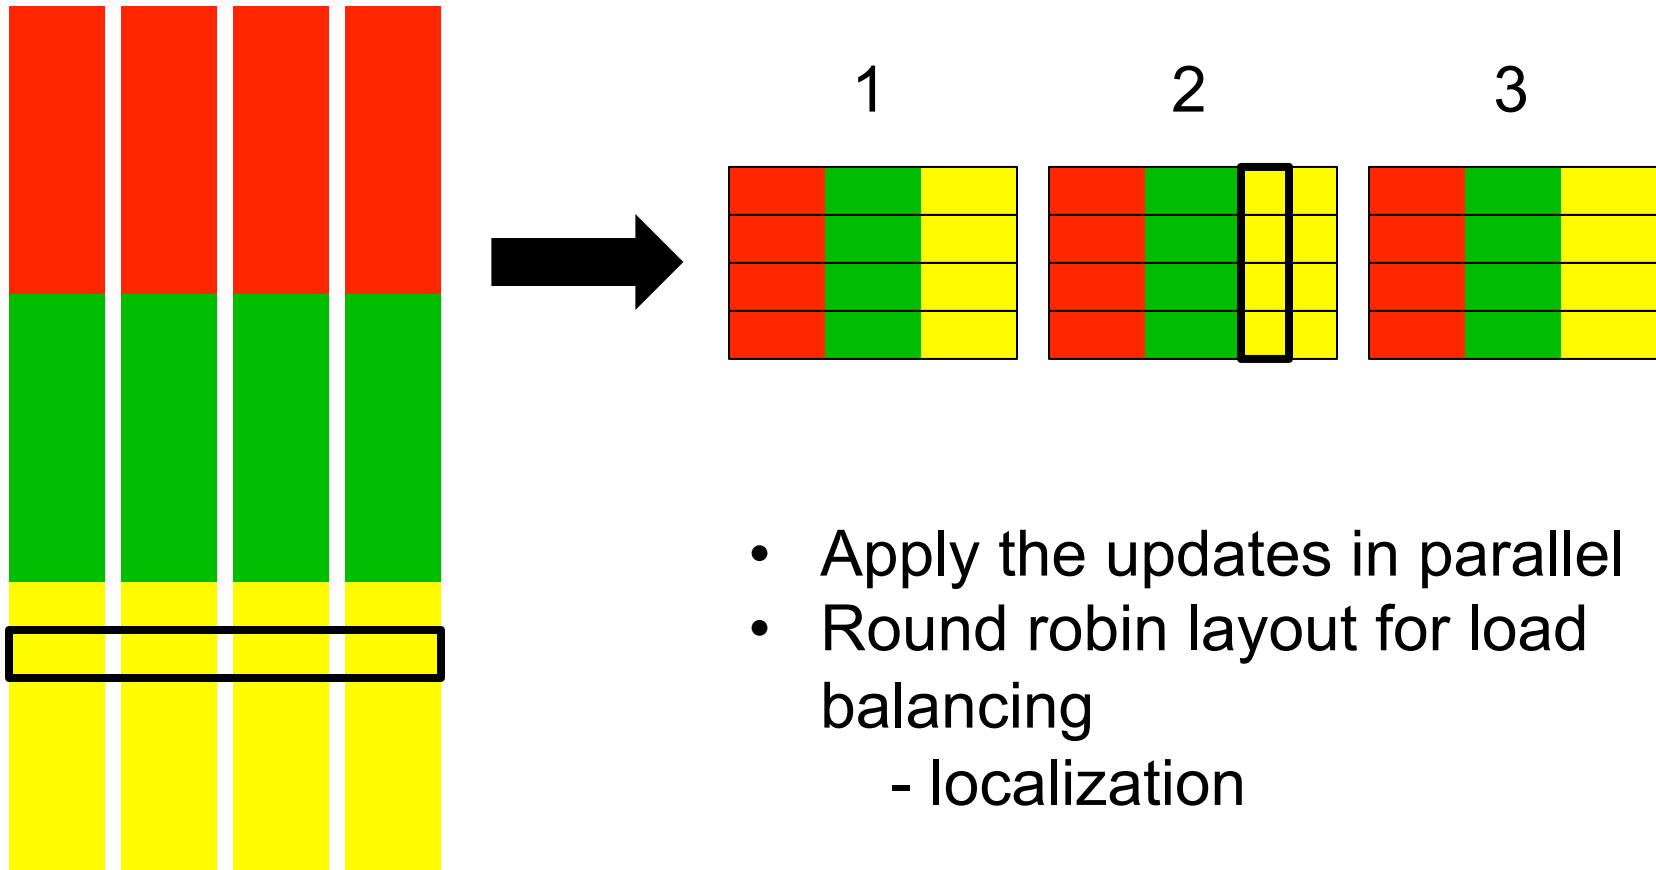 1 2 3
• Apply the updates in parallel
• Round robin layout for load
balancing
- localization